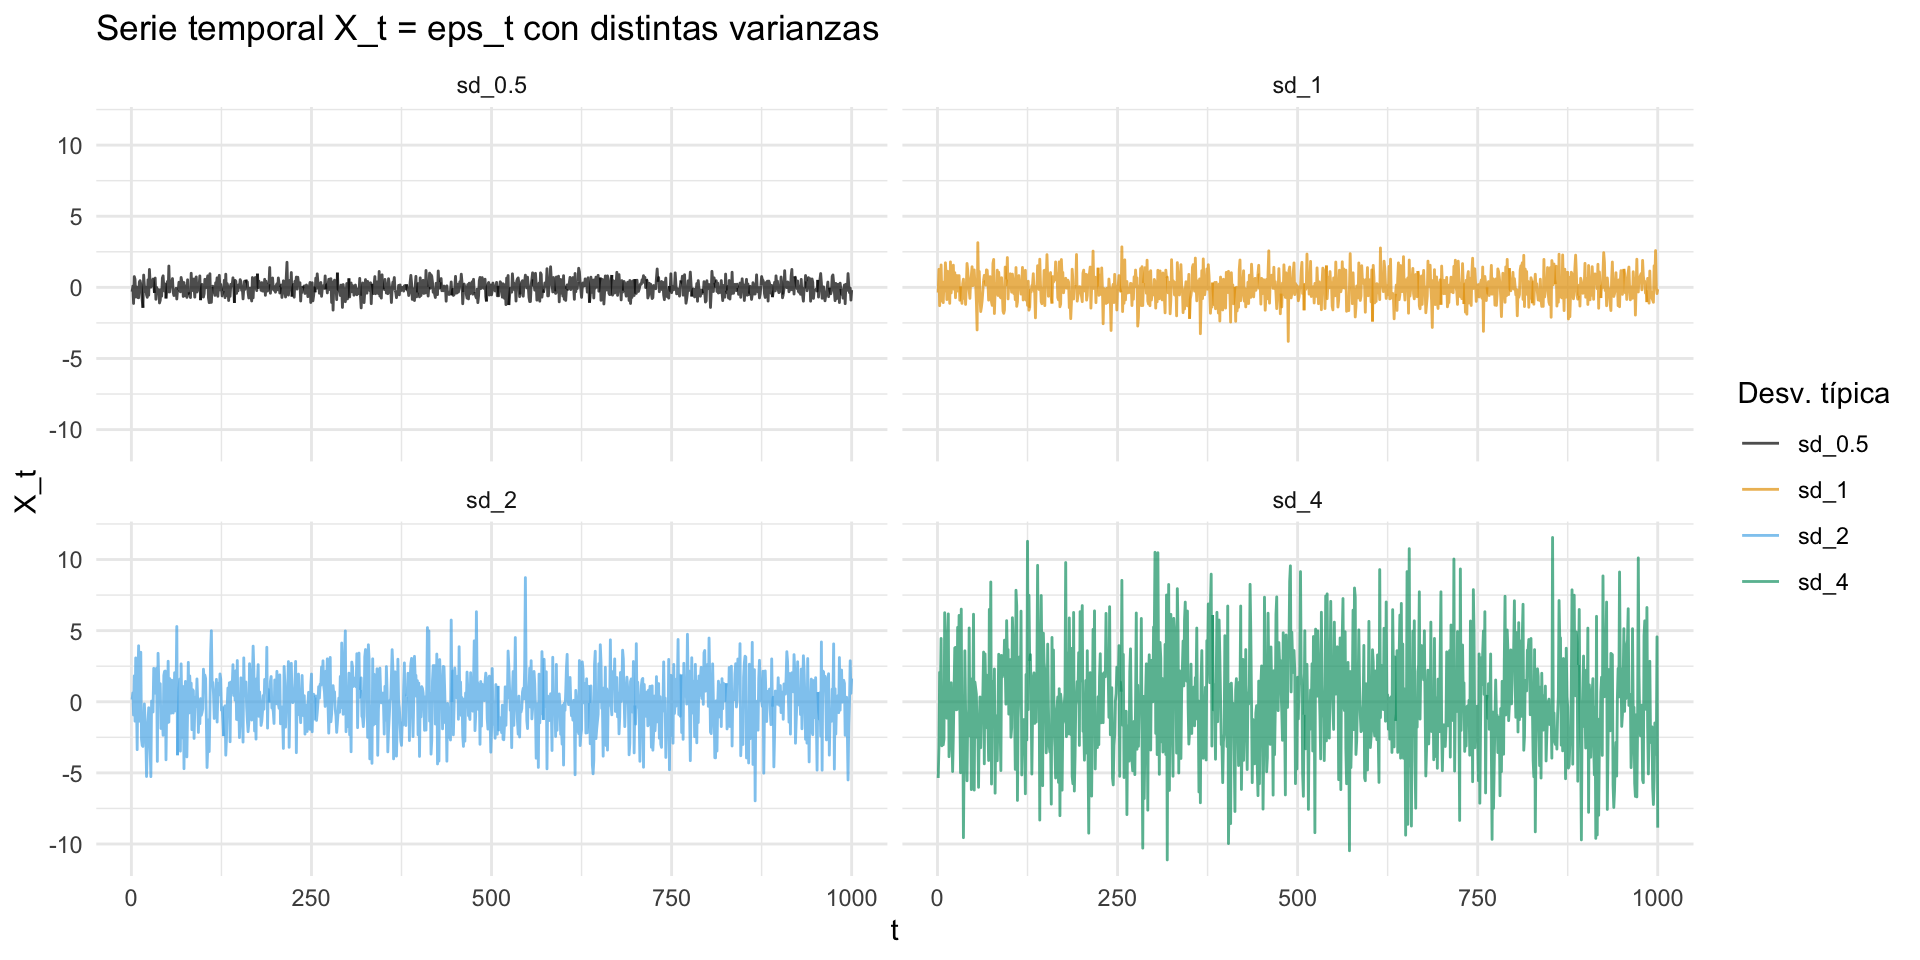 Serie temporal X_t = eps_t con distintas varianzas
sd_0.5
sd_1
10
5
0
-5
-10
X_t
sd_2
sd_4
10
5
0
-5
-10
0 250 500 750 1000
0 250 500 750 1000
t
Desv. típica
sd_0.5
sd_1
sd_2
sd_4